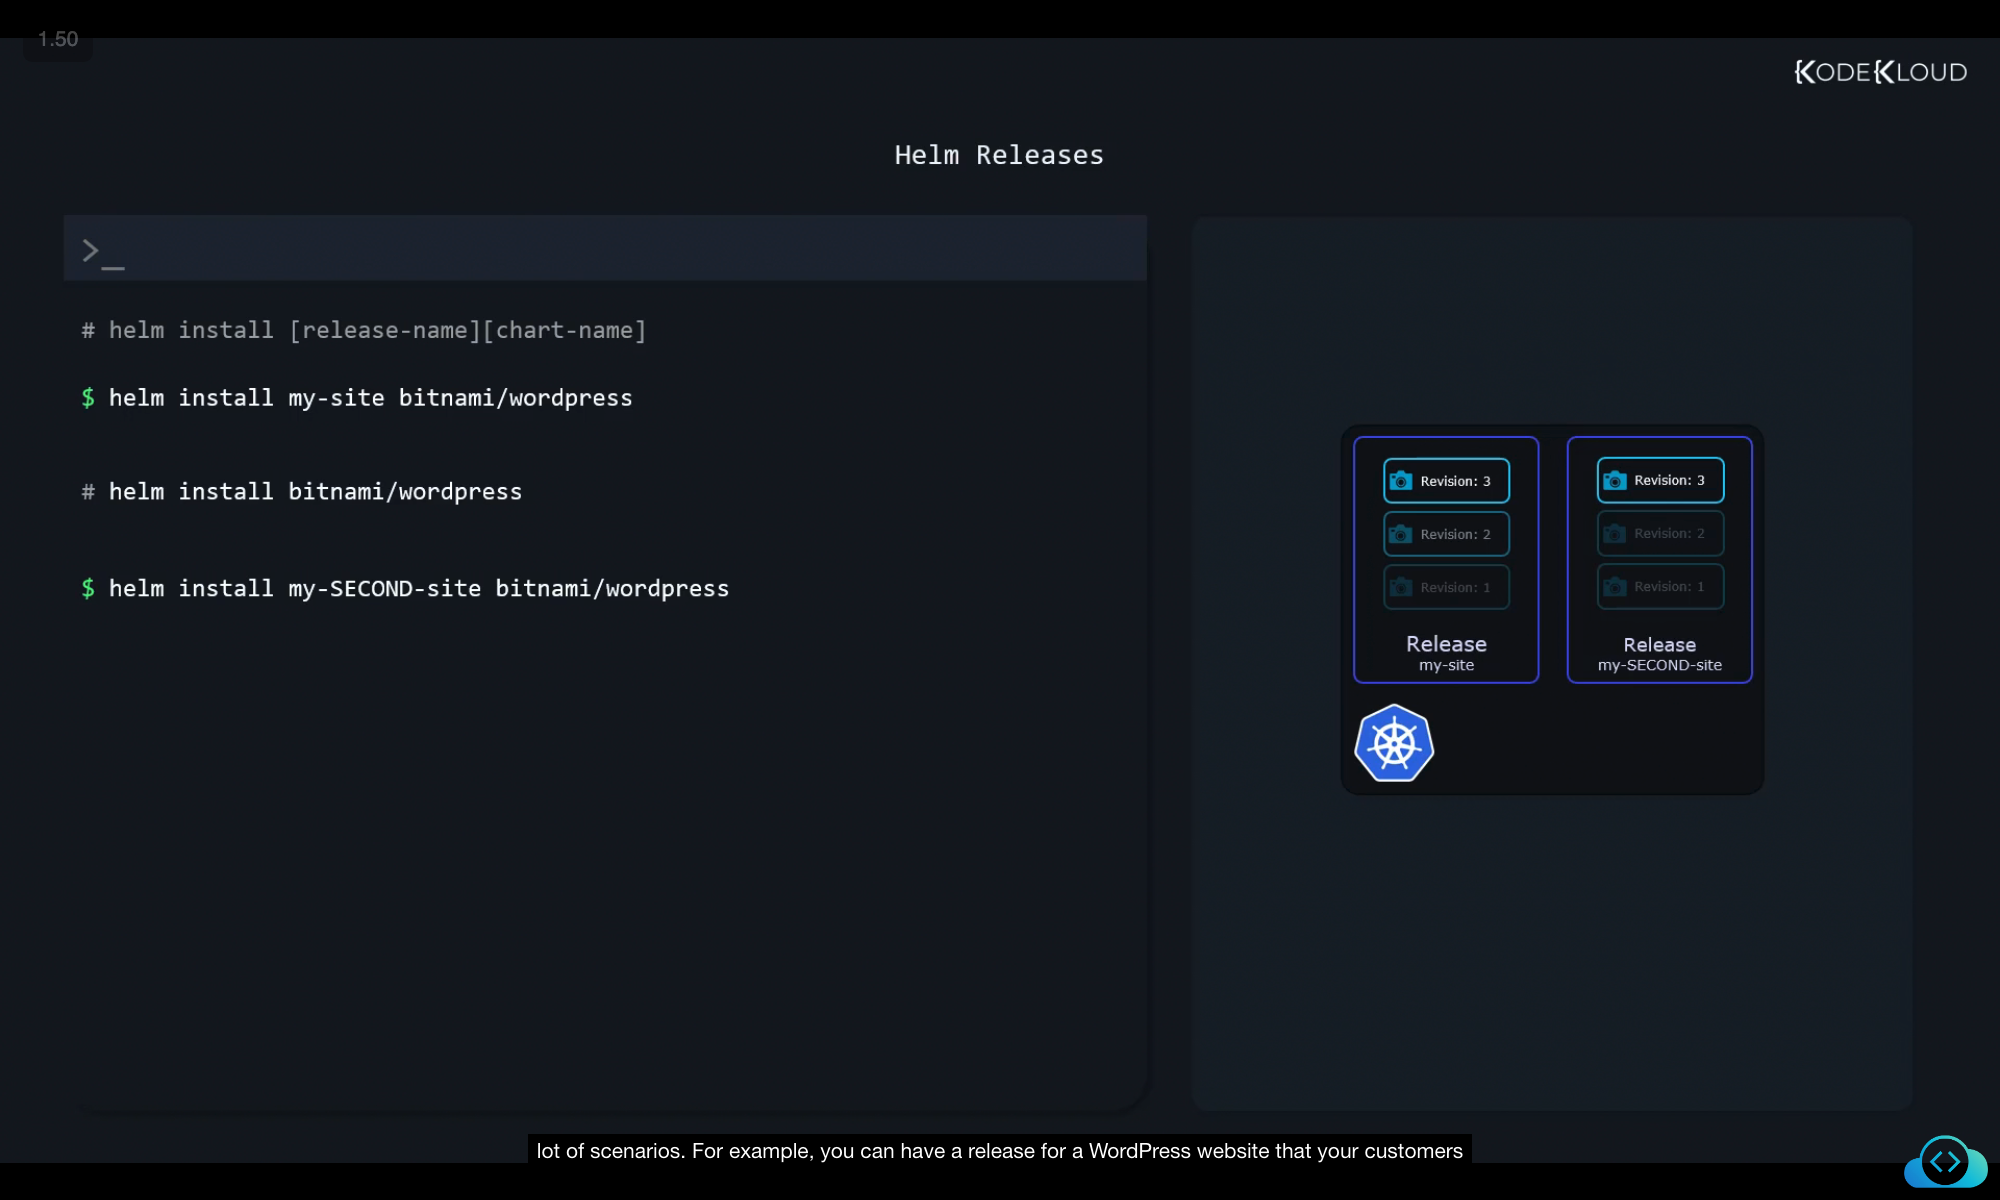 1.50
KODEKLOUD
Helm Releases
>_
# helm install [release-name][chart-name]
$ helm install my-site bitnami/wordpress
# helm install bitnami/wordpress
$ helm install my-SECOND-site bitnami/wordpress
Revision: 3
Revision: 2
Revision: 1
Release
my-site
Revision: 3
Revision: 2
Revision: 1
Release
my-SECOND-site
lot of scenarios. For example, you can have a release for a WordPress website that your customers